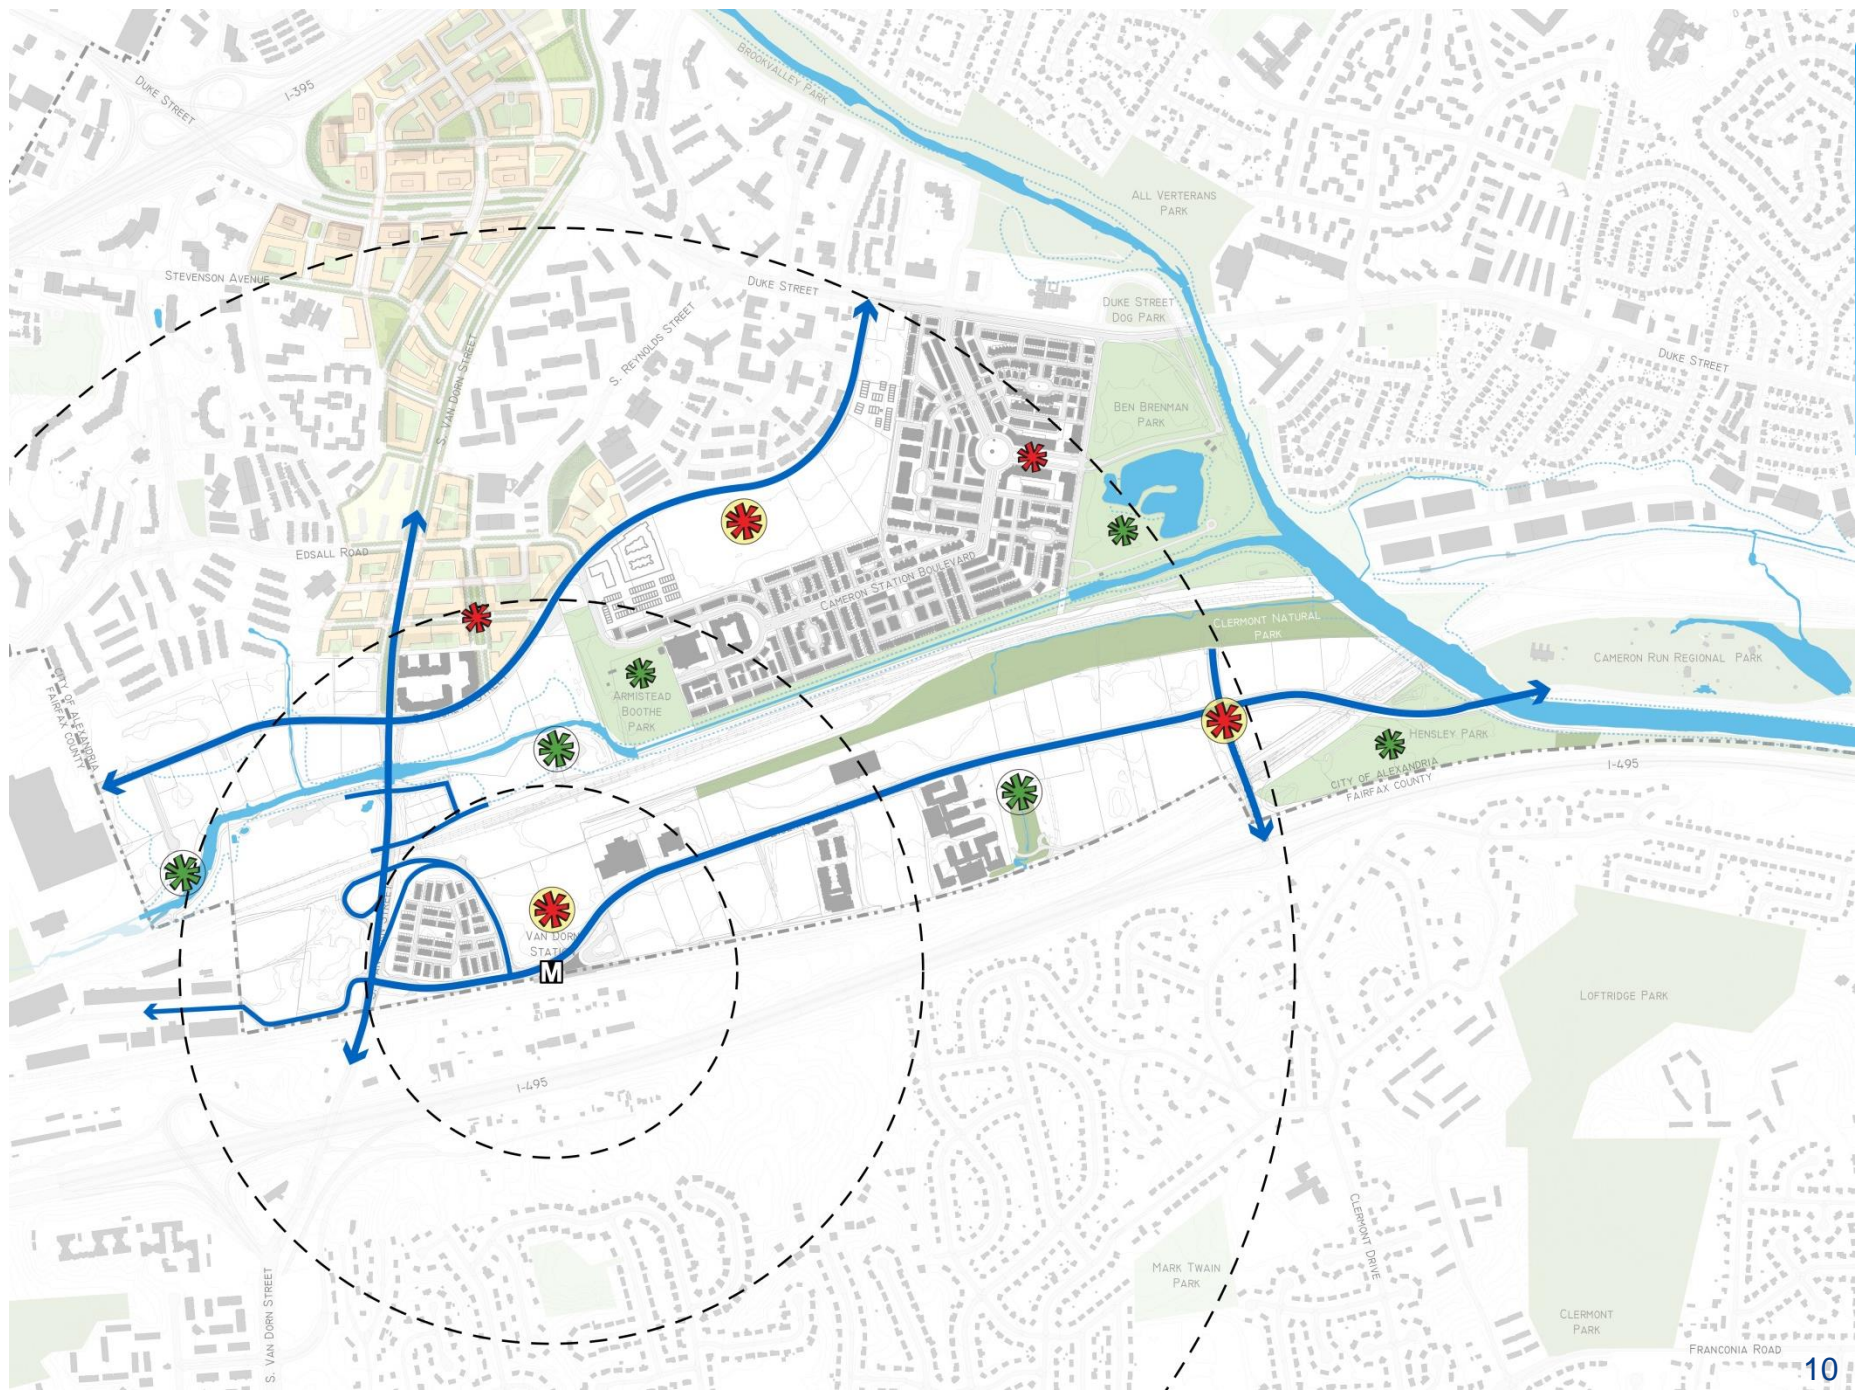 BROOKVALLEY PARK
DUKE STREET
I-395
ALL VERTERANS
PARK
STEVENSON AVENUE
DUKE STREET
DUKE STREET
DOG PARK
S. REYNOLDS STREET
S. VAN DORN STREET
DUKE STREET
BEN BRENMAN
PARK
EDSALL ROAD
CAMERON STATION BOULEVARD
CLERMONT NATURAL
PARK
CAMERON RUN REGIONAL PARK
CITY OF ALEXANDRIA
FAIRFAX COUNTY
ARMISTEAD
BOOTHE
PARK
HENSLEY PARK
I-495
CITY OF ALEXANDRIA
FAIRFAX COUNTY
VAN DORN
M
LOFTRIDGE PARK
I-495
CLERMONT DRIVE
MARK TWAIN
PARK
S. VAN DORN STREET
CLERMONT
PARK
FRANCONIA ROAD
10